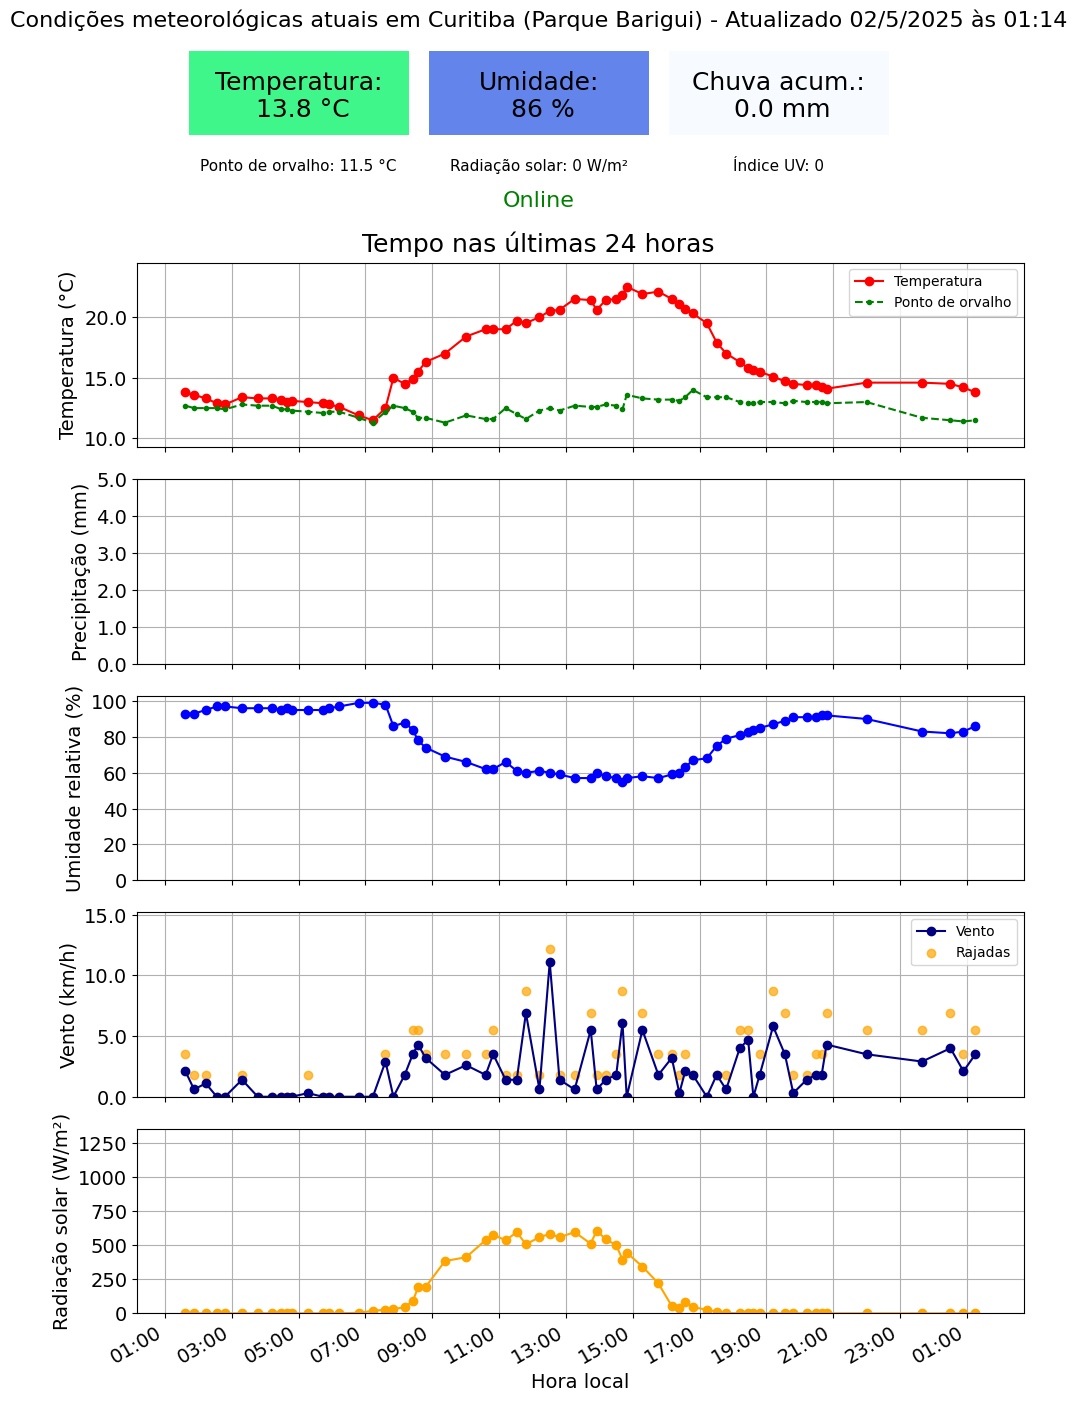 Condições meteorológicas atuais em Curitiba (Parque Barigui) - Atualizado 02/5/2025 às 01:14
Temperatura:
13.8 °C
Umidade:
86 %
Chuva acum.:
0.0 mm
Ponto de orvalho: 11.5 °C
Radiação solar: 0 W/m²
Índice UV: 0
Online
Tempo nas últimas 24 horas
Temperatura (°C)
20.0
15.0
10.0
Temperatura
Ponto de orvalho
Precipitação (mm)
5.0
4.0
3.0
2.0
1.0
0.0
Umidade relativa (%)
100
80
60
40
20
0
Vento (km/h)
15.0
10.0
5.0
0.0
Vento
Rajadas
Radiação solar (W/m²)
1250
1000
750
500
250
0
01:00
03:00
05:00
07:00
09:00
11:00
13:00
15:00
17:00
19:00
21:00
23:00
01:00
Hora local